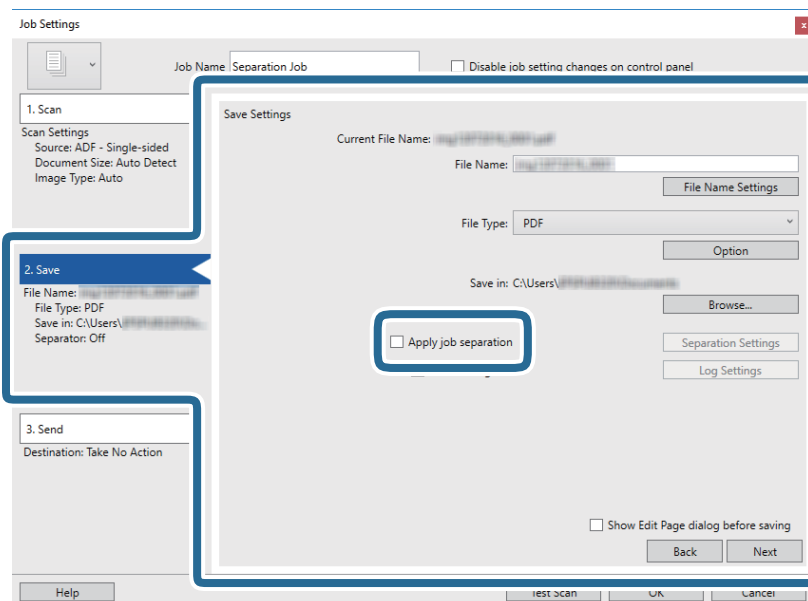 Job Settings
x
Job Name Separation Job
Disable job setting changes on control panel
1. Scan
Scan Settings
Source: ADF - Single-sided
Document Size: Auto Detect
Image Type: Auto
2. Save
File Name:
File Type: PDF
Save in: C:\Users\
Separator: Off
3. Send
Destination: Take No Action
Save Settings
Current File Name:
File Name:
File Name Settings
File Type: PDF
Option
Save in: C:\Users\
Browse...
Apply job separation
Separation Settings
Log Settings
Show Edit Page dialog before saving
Back
Next
Help
Test Scan
OK
Cancel